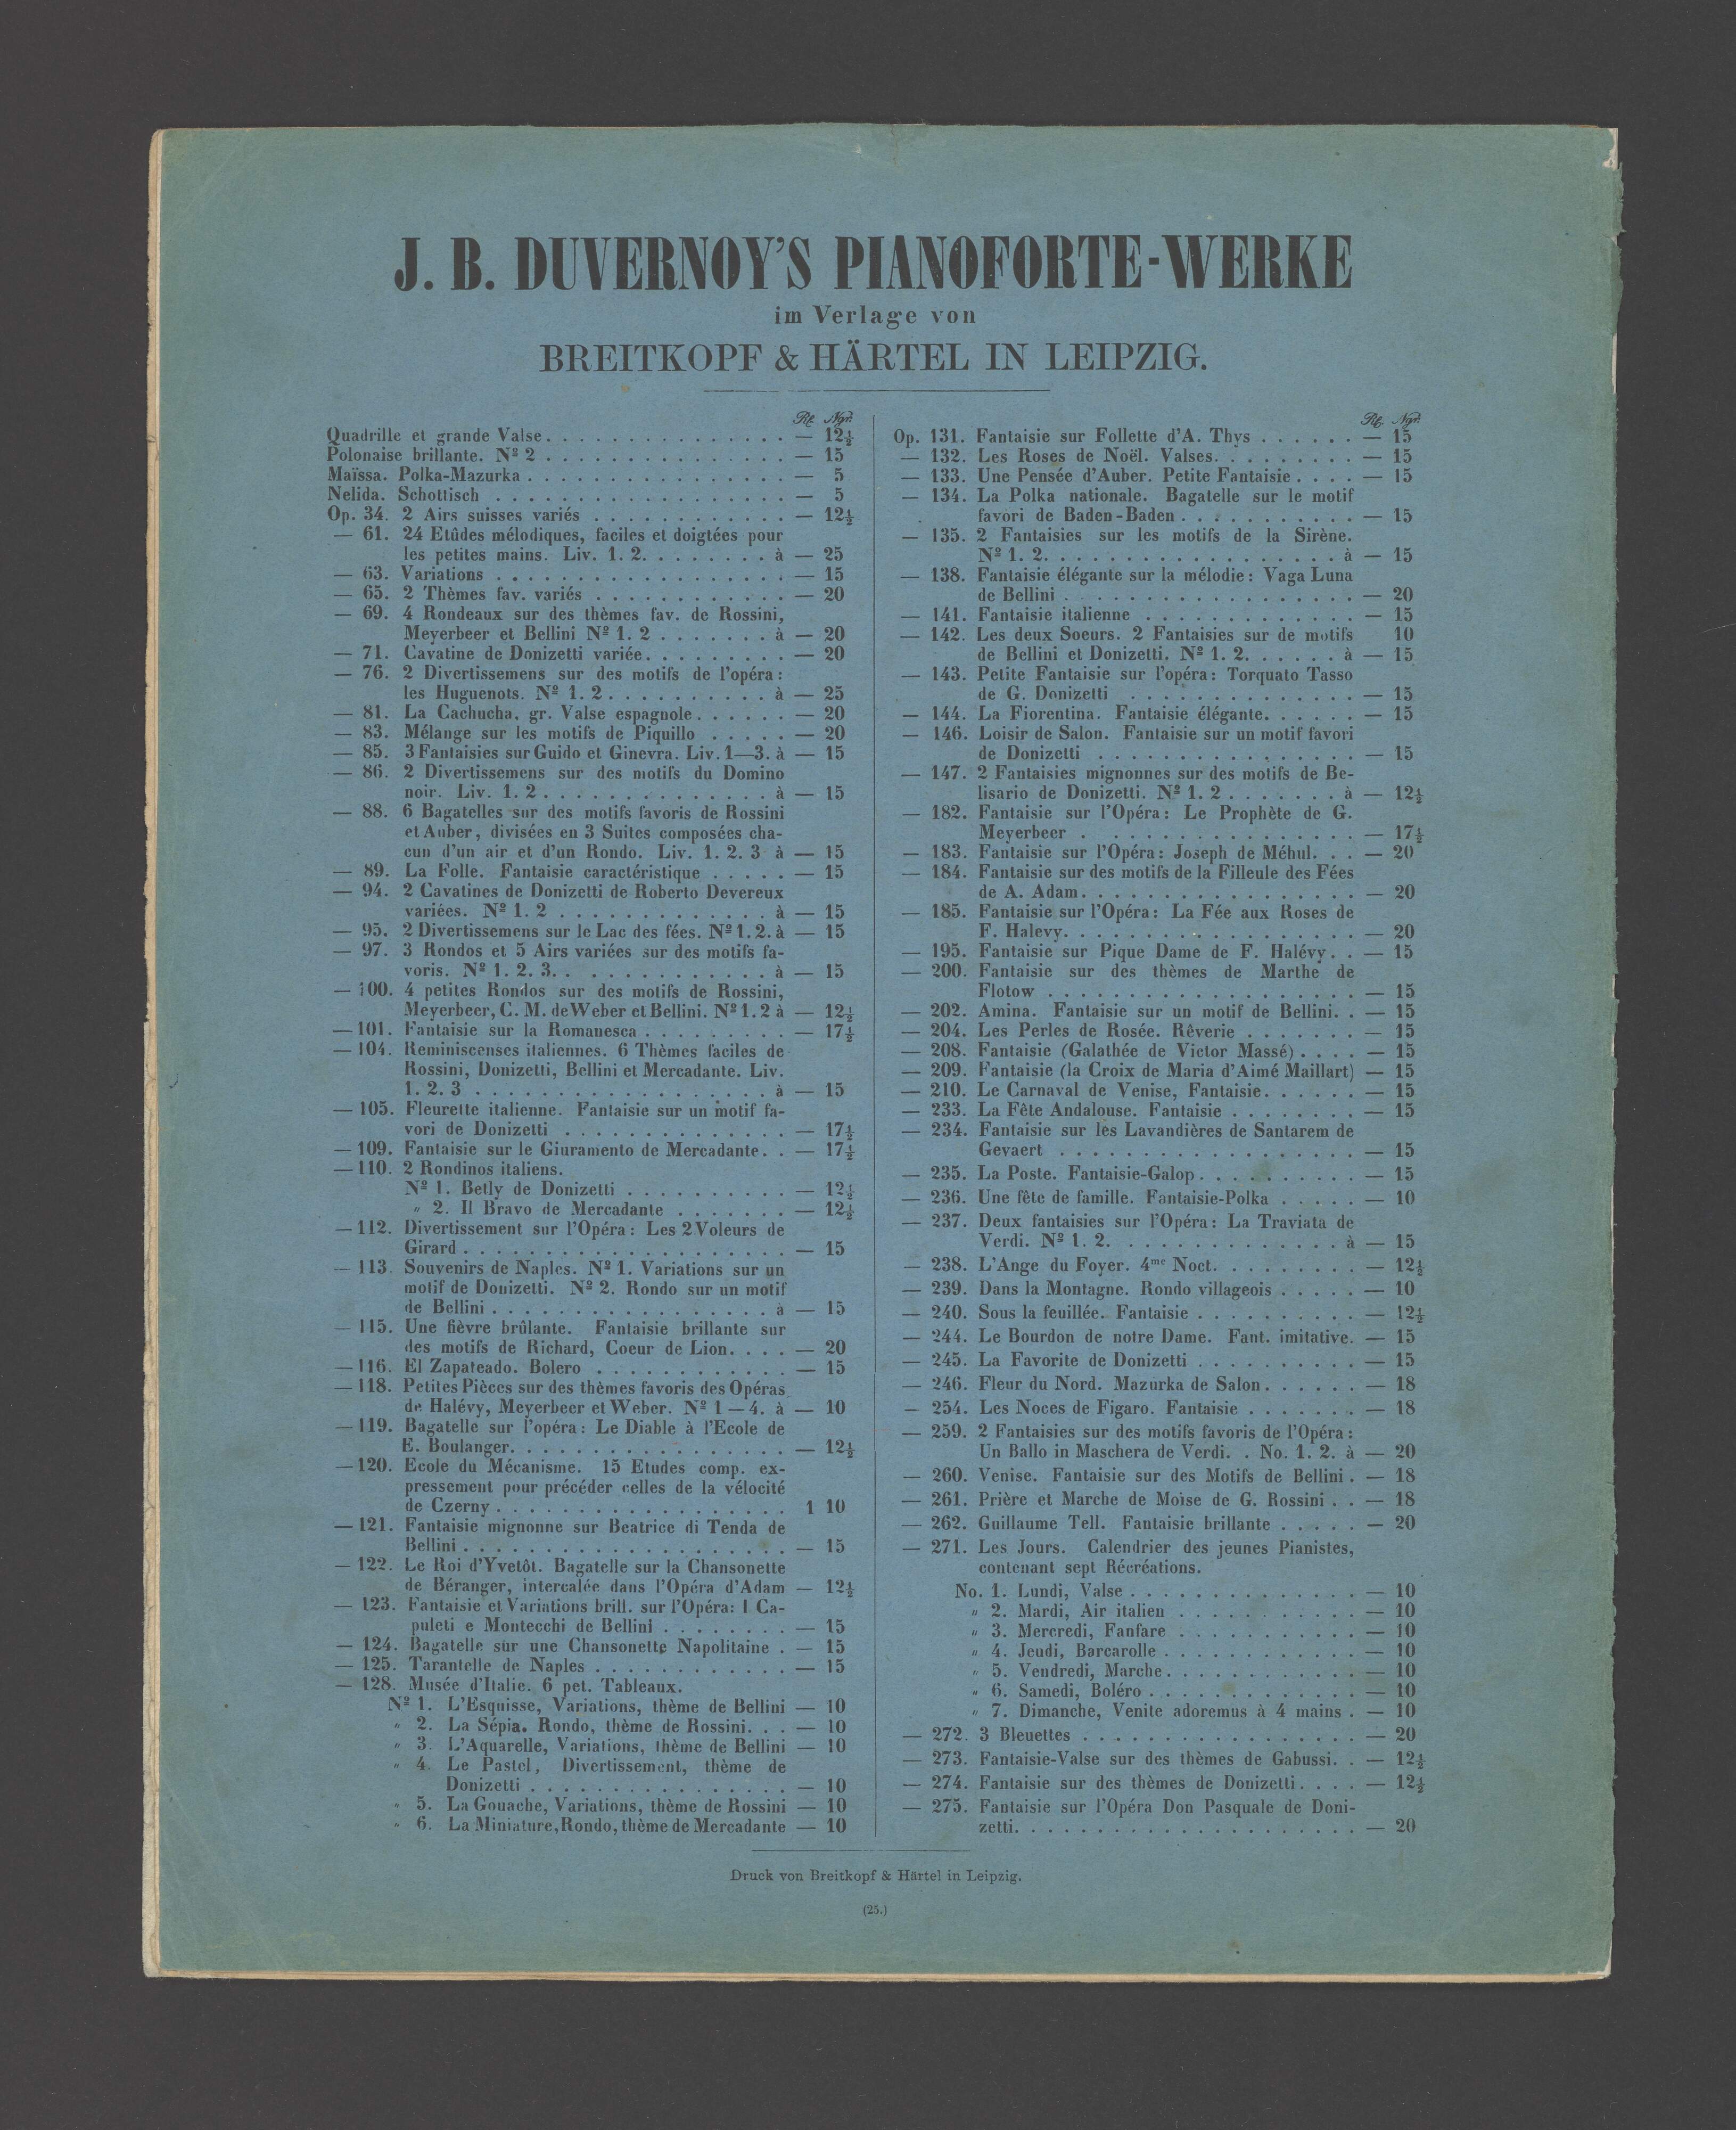 J. B. DUVERNOY'S PIANOFORTE-WERKE
im Verlage von
BREITKOPF & HÄRTEL IN LEIPZIG.
Rf. Ngr.
Quadrille et grande Valse. . . . . . . . . . . . . . . — 12½
Polonaise brillante. Nº 2 . . . . . . . . . . . . . . . — 15
Maïssa. Polka-Mazurka . . . . . . . . . . . . . . . . — 5
Nelida. Schottisch . . . . . . . . . . . . . . . . . . — 5
Op. 34. 2 Airs suisses variés . . . . . . . . . . . . — 12½
— 61. 24 Etûdes mélodiques, faciles et doigtées pour
les petites mains. Liv. 1. 2. . . . . . . . à — 25
— 63. Variations . . . . . . . . . . . . . . . . . . — 15
— 65. 2 Thèmes fav. variés . . . . . . . . . . . . — 20
— 69. 4 Rondeaux sur des thèmes fav. de Rossini,
Meyerbeer et Bellini Nº 1. 2 . . . . . . . à — 20
— 71. Cavatine de Donizetti variée. . . . . . . . . — 20
— 76. 2 Divertissemens sur des motifs de l'opéra:
les Huguenots. Nº 1. 2 . . . . . . . . . . à — 25
— 81. La Cachucha, gr. Valse espagnole . . . . . . — 20
— 83. Mélange sur les motifs de Piquillo . . . . . — 20
— 85. 3 Fantaisies sur Guido et Ginevra. Liv. 1—3. à — 15
— 86. 2 Divertissemens sur des motifs du Domino
noir. Liv. 1. 2 . . . . . . . . . . . . . . à — 15
— 88. 6 Bagatelles sur des motifs favoris de Rossini
et Auber, divisées en 3 Suites composées cha-
cun d'un air et d'un Rondo. Liv. 1. 2. 3 à — 15
— 89. La Folle. Fantaisie caractéristique . . . . . — 15
— 94. 2 Cavatines de Donizetti de Roberto Devereux
variées. Nº 1. 2 . . . . . . . . . . . . . à — 15
— 95. 2 Divertissemens sur le Lac des fées. Nº 1. 2. à — 15
— 97. 3 Rondos et 5 Airs variées sur des motifs fa-
voris. Nº 1. 2. 3. . . . . . . . . . . . . à — 15
— 100. 4 petites Rondos sur des motifs de Rossini,
Meyerbeer, C. M. de Weber et Bellini. Nº 1. 2 à — 12½
— 101. Fantaisie sur la Romanesca . . . . . . . . . — 17½
— 104. Reminiscenses italiennes. 6 Thèmes faciles de
Rossini, Donizetti, Bellini et Mercadante. Liv.
1. 2. 3 . . . . . . . . . . . . . . . . . . à — 15
— 105. Fleurette italienne. Fantaisie sur un motif fa-
vori de Donizetti . . . . . . . . . . . . . . — 17½
— 109. Fantaisie sur le Giuramento de Mercadante. . — 17½
— 110. 2 Rondinos italiens.
Nº 1. Betly de Donizetti . . . . . . . . . . — 12½
" 2. Il Bravo de Mercadante . . . . . . . — 12½
— 112. Divertissement sur l'Opéra: Les 2 Voleurs de
Girard . . . . . . . . . . . . . . . . . . . . — 15
— 113. Souvenirs de Naples. Nº 1. Variations sur un
motif de Donizetti. Nº 2. Rondo sur un motif
de Bellini . . . . . . . . . . . . . . . . . à — 15
— 115. Une fièvre brûlante. Fantaisie brillante sur
des motifs de Richard, Coeur de Lion. . . . — 20
— 116. El Zapateado. Bolero . . . . . . . . . . . . — 15
— 118. Petites Pièces sur des thèmes favoris des Opéras
de Halévy, Meyerbeer et Weber. Nº 1 — 4. à — 10
— 119. Bagatelle sur l'opéra: Le Diable à l'Ecole de
E. Boulanger. . . . . . . . . . . . . . . . . — 12½
— 120. Ecole du Mécanisme. 15 Etudes comp. ex-
pressement pour précéder celles de la vélocité
de Czerny . . . . . . . . . . . . . . . . . . 1 10
— 121. Fantaisie mignonne sur Beatrice di Tenda de
Bellini . . . . . . . . . . . . . . . . . . . . — 15
— 122. Le Roi d'Yvetôt. Bagatelle sur la Chansonette
de Béranger, intercalée dans l'Opéra d'Adam — 12½
— 123. Fantaisie et Variations brill. sur l'Opéra: I Ca-
puleti e Montecchi de Bellini . . . . . . . . — 15
— 124. Bagatelle sur une Chansonette Napolitaine . — 15
— 125. Tarantelle de Naples . . . . . . . . . . . . — 15
— 128. Musée d'Italie. 6 pet. Tableaux.
Nº 1. L'Esquisse, Variations, thème de Bellini — 10
" 2. La Sépia. Rondo, thème de Rossini. . . — 10
" 3. L'Aquarelle, Variations, thème de Bellini — 10
" 4. Le Pastel, Divertissement, thème de
Donizetti . . . . . . . . . . . . . . . . — 10
" 5. La Gouache, Variations, thème de Rossini — 10
" 6. La Miniature, Rondo, thème de Mercadante — 10
Rf. Ngr.
Op. 131. Fantaisie sur Follette d'A. Thys . . . . . . — 15
— 132. Les Roses de Noël. Valses. . . . . . . . . — 15
— 133. Une Pensée d'Auber. Petite Fantaisie . . . . — 15
— 134. La Polka nationale. Bagatelle sur le motif
favori de Baden-Baden . . . . . . . . . . . — 15
— 135. 2 Fantaisies sur les motifs de la Sirène.
Nº 1. 2. . . . . . . . . . . . . . . . . . . à — 15
— 138. Fantaisie élégante sur la mélodie: Vaga Luna
de Bellini . . . . . . . . . . . . . . . . . . — 20
— 141. Fantaisie italienne . . . . . . . . . . . . . — 15
— 142. Les deux Soeurs. 2 Fantaisies sur de motifs 10
de Bellini et Donizetti. Nº 1. 2. . . . . . à — 15
— 143. Petite Fantaisie sur l'opéra: Torquato Tasso
de G. Donizetti . . . . . . . . . . . . . . — 15
— 144. La Fiorentina. Fantaisie élégante. . . . . . — 15
— 146. Loisir de Salon. Fantaisie sur un motif favori
de Donizetti . . . . . . . . . . . . . . . . — 15
— 147. 2 Fantaisies mignonnes sur des motifs de Be-
lisario de Donizetti. Nº 1. 2 . . . . . . . à — 12½
— 182. Fantaisie sur l'Opéra: Le Prophète de G.
Meyerbeer . . . . . . . . . . . . . . . . . — 17½
— 183. Fantaisie sur l'Opéra: Joseph de Méhul. . . — 20
— 184. Fantaisie sur des motifs de la Filleule des Fées
de A. Adam. . . . . . . . . . . . . . . . . — 20
— 185. Fantaisie sur l'Opéra: La Fée aux Roses de
F. Halevy. . . . . . . . . . . . . . . . . . — 20
— 195. Fantaisie sur Pique Dame de F. Halévy. . — 15
— 200. Fantaisie sur des thèmes de Marthe de
Flotow . . . . . . . . . . . . . . . . . . . — 15
— 202. Amina. Fantaisie sur un motif de Bellini. . — 15
— 204. Les Perles de Rosée. Rêverie . . . . . . . — 15
— 208. Fantaisie (Galathée de Victor Massé) . . . . — 15
— 209. Fantaisie (la Croix de Maria d'Aimé Maillart) — 15
— 210. Le Carnaval de Venise, Fantaisie. . . . . . — 15
— 233. La Fête Andalouse. Fantaisie . . . . . . . . — 15
— 234. Fantaisie sur les Lavandières de Santarem de
Gevaert . . . . . . . . . . . . . . . . . . — 15
— 235. La Poste. Fantaisie-Galop . . . . . . . . . . — 15
— 236. Une fête de famille. Fantaisie-Polka . . . . . — 10
— 237. Deux fantaisies sur l'Opéra: La Traviata de
Verdi. Nº 1. 2. . . . . . . . . . . . . . . à — 15
— 238. L'Ange du Foyer. 4me Noct. . . . . . . . . — 12½
— 239. Dans la Montagne. Rondo villageois . . . . . — 10
— 240. Sous la feuillée. Fantaisie . . . . . . . . . . — 12½
— 244. Le Bourdon de notre Dame. Fant. imitative. — 15
— 245. La Favorite de Donizetti . . . . . . . . . . — 15
— 246. Fleur du Nord. Mazurka de Salon . . . . . . — 18
— 254. Les Noces de Figaro. Fantaisie . . . . . . . — 18
— 259. 2 Fantaisies sur des motifs favoris de l'Opéra:
Un Ballo in Maschera de Verdi. . No. 1. 2. à — 20
— 260. Venise. Fantaisie sur des Motifs de Bellini . — 18
— 261. Prière et Marche de Moïse de G. Rossini . . — 18
— 262. Guillaume Tell. Fantaisie brillante . . . . . — 20
— 271. Les Jours. Calendrier des jeunes Pianistes,
contenant sept Récréations.
No. 1. Lundi, Valse . . . . . . . . . . . . . . — 10
" 2. Mardi, Air italien . . . . . . . . . . . — 10
" 3. Mercredi, Fanfare . . . . . . . . . . . — 10
" 4. Jeudi, Barcarolle . . . . . . . . . . . . — 10
" 5. Vendredi, Marche . . . . . . . . . . . . — 10
" 6. Samedi, Boléro . . . . . . . . . . . . . — 10
" 7. Dimanche, Venite adoremus à 4 mains . — 10
— 272. 3 Bleuettes . . . . . . . . . . . . . . . . . — 20
— 273. Fantaisie-Valse sur des thèmes de Gabussi. . — 12½
— 274. Fantaisie sur des thèmes de Donizetti . . . . — 12½
— 275. Fantaisie sur l'Opéra Don Pasquale de Doni-
zetti. . . . . . . . . . . . . . . . . . . . . — 20
Druck von Breitkopf & Härtel in Leipzig.
(25.)